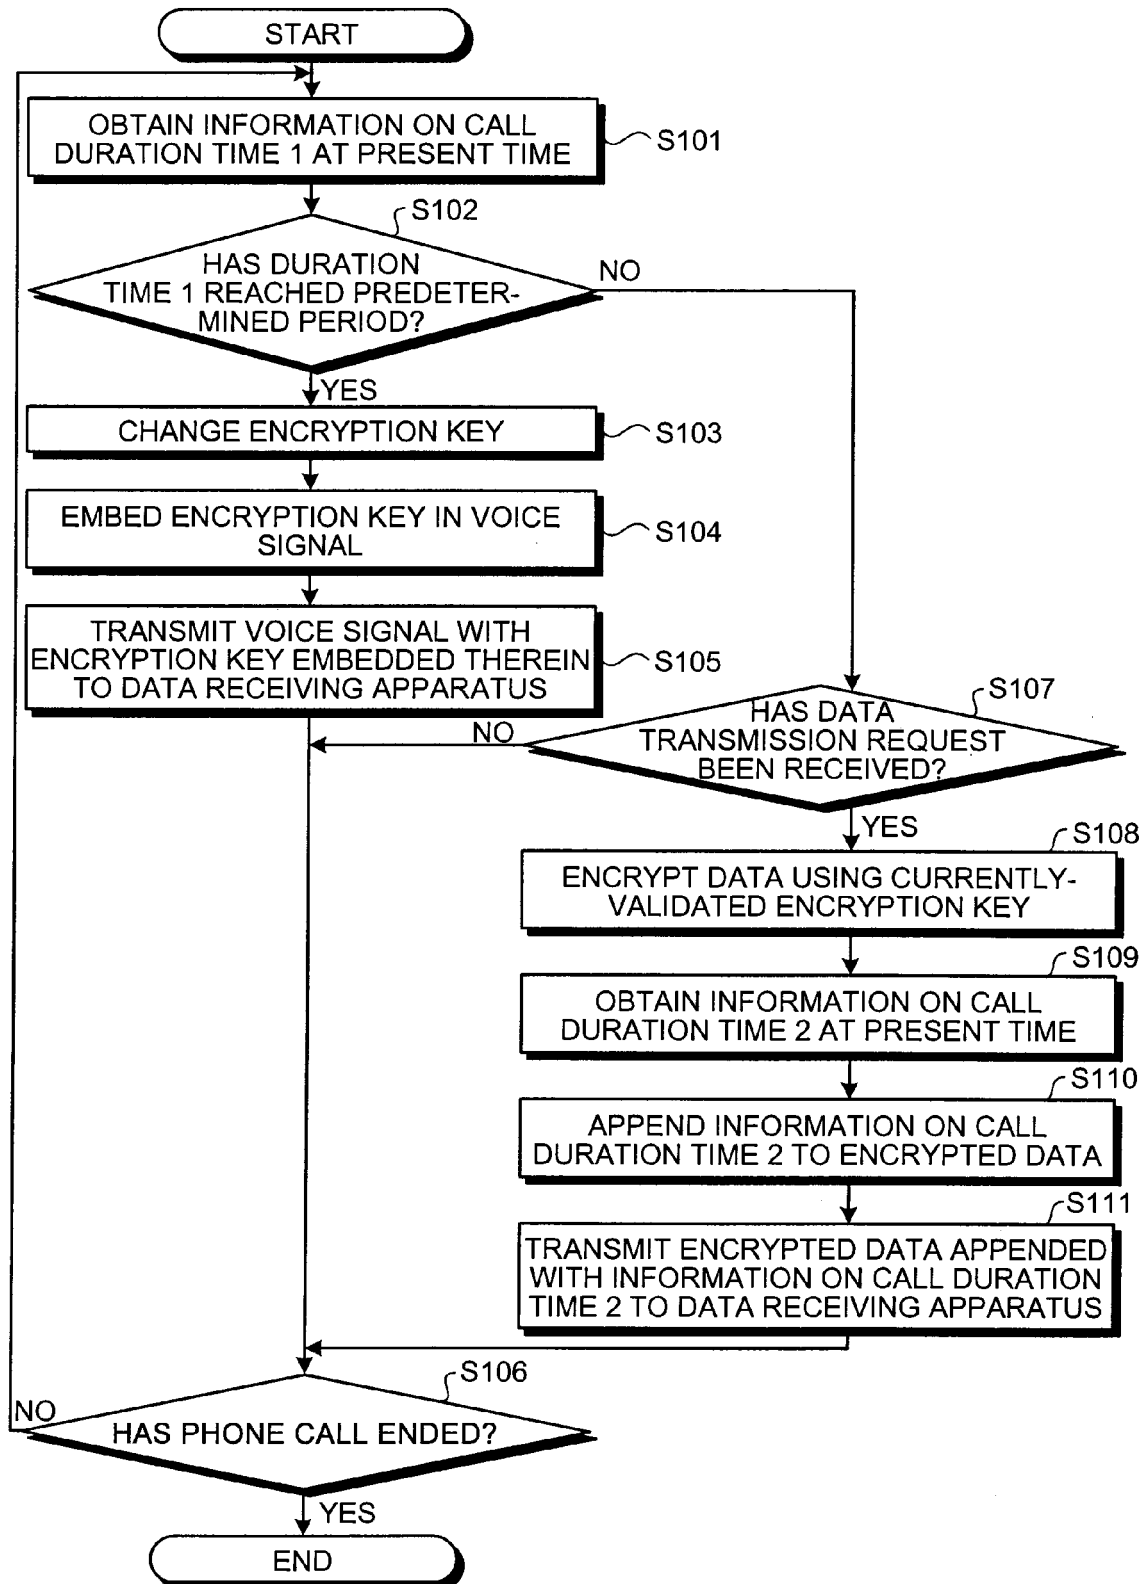 START
OBTAIN INFORMATION ON CALL
DURATION TIME 1 AT PRESENT TIME
S101
S102
HAS DURATION
TIME 1 REACHED PREDETER-
MINED PERIOD?
NO
YES
CHANGE ENCRYPTION KEY
S103
EMBED ENCRYPTION KEY IN VOICE
SIGNAL
S104
TRANSMIT VOICE SIGNAL WITH
ENCRYPTION KEY EMBEDDED THEREIN
TO DATA RECEIVING APPARATUS
S105
S107
HAS DATA
TRANSMISSION REQUEST
BEEN RECEIVED?
NO
YES
S108
ENCRYPT DATA USING CURRENTLY-
VALIDATED ENCRYPTION KEY
S109
OBTAIN INFORMATION ON CALL
DURATION TIME 2 AT PRESENT TIME
S110
APPEND INFORMATION ON CALL
DURATION TIME 2 TO ENCRYPTED DATA
S111
TRANSMIT ENCRYPTED DATA APPENDED
WITH INFORMATION ON CALL DURATION
TIME 2 TO DATA RECEIVING APPARATUS
S106
NO
HAS PHONE CALL ENDED?
YES
END